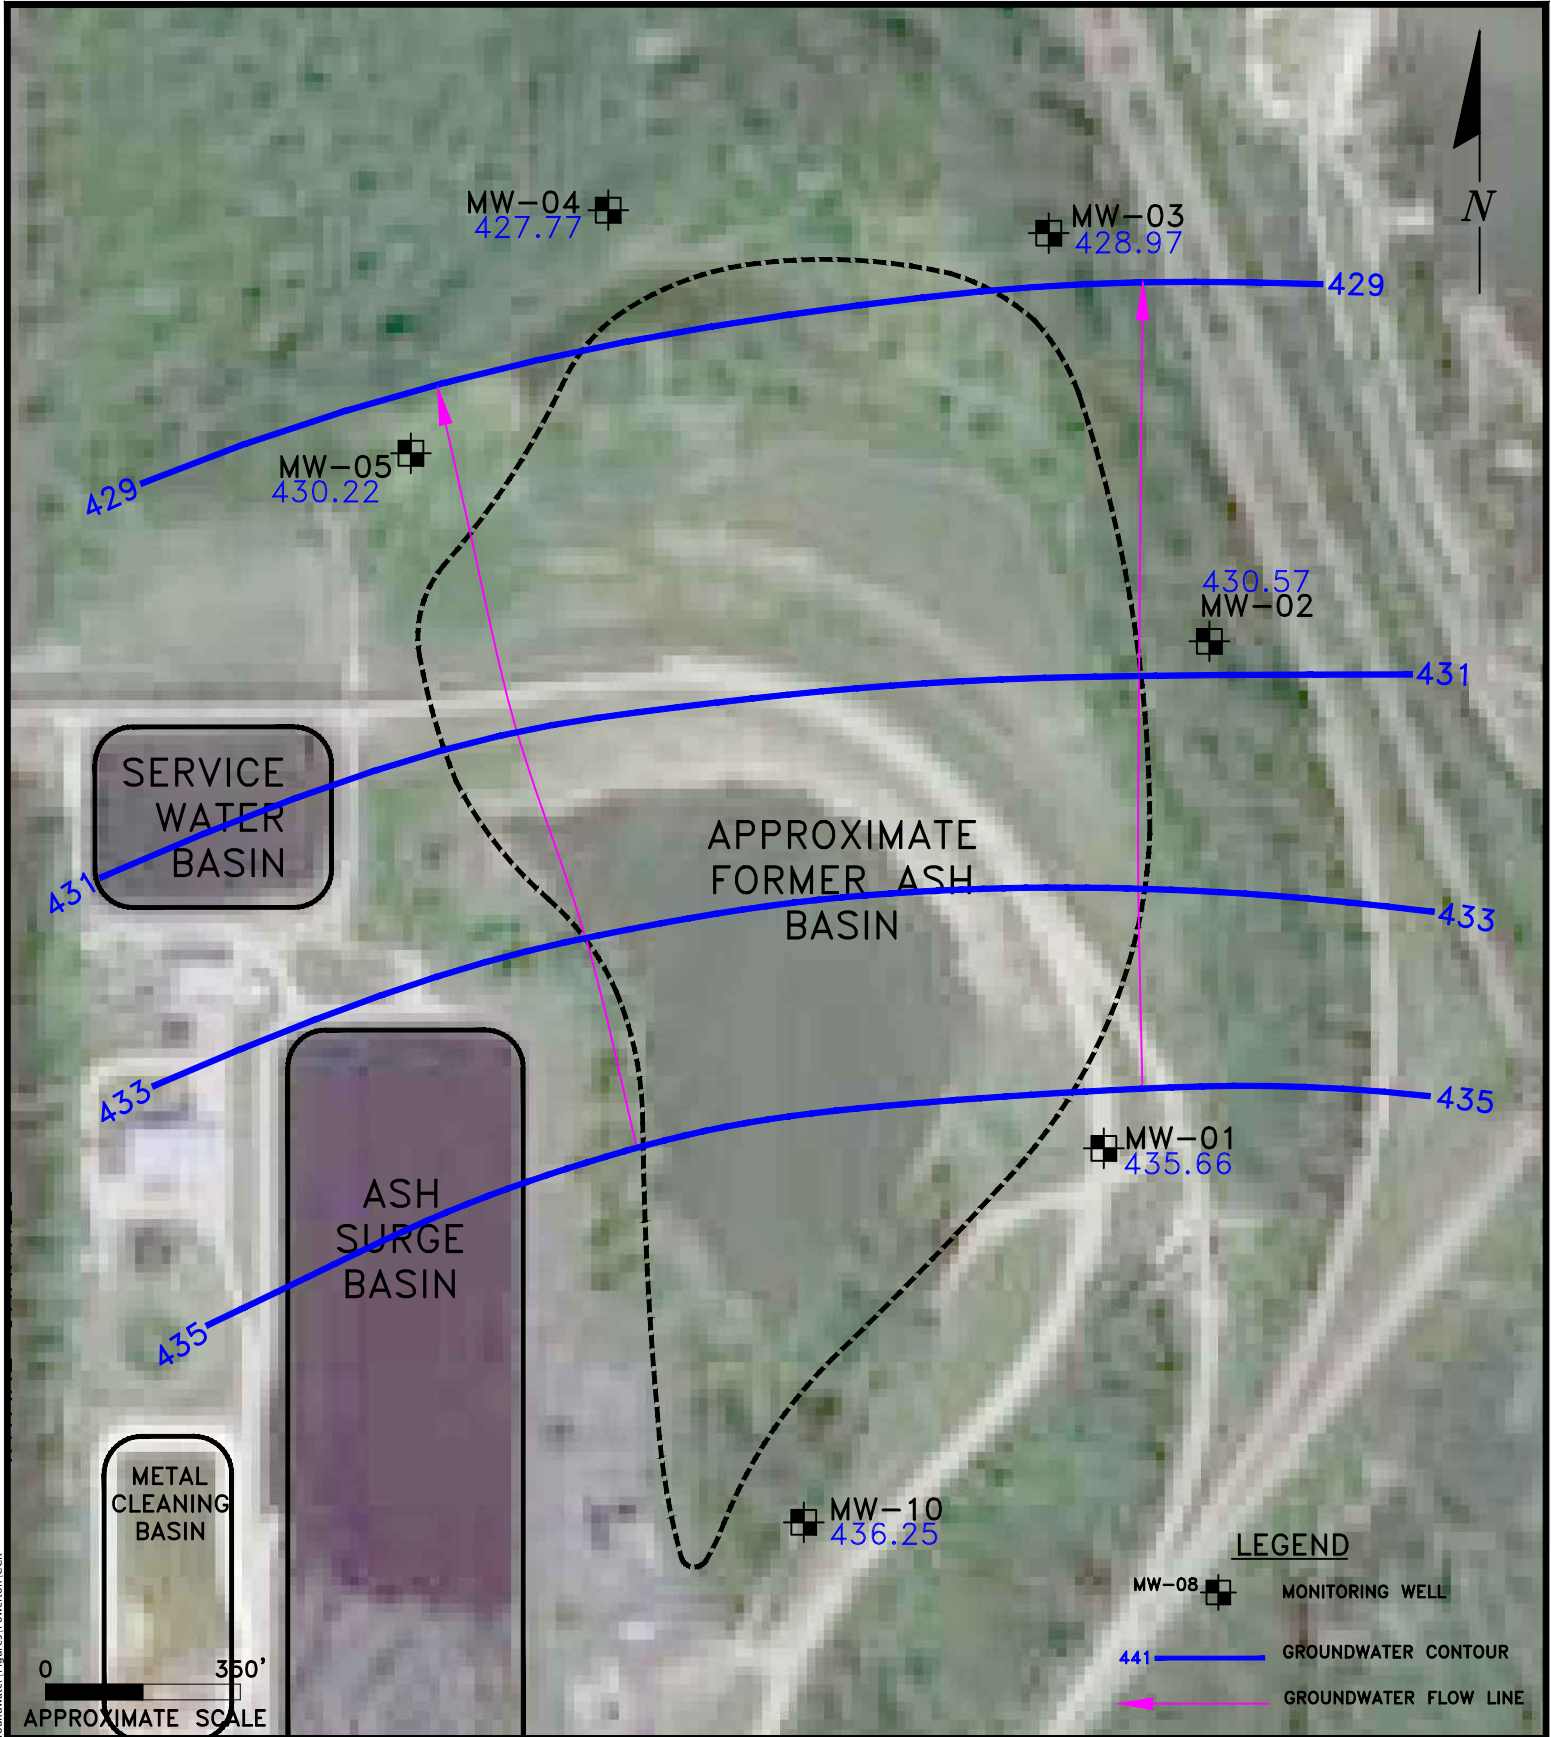 N
MW-04
427.77
MW-03
428.97
429
MW-05
430.22
429
430.57
MW-02
431
SERVICE
WATER
BASIN
431
APPROXIMATE
FORMER ASH
BASIN
433
433
435
MW-01
435.66
ASH
SURGE
BASIN
435
METAL
CLEANING
BASIN
MW-10
436.25
LEGEND
MW-08
MONITORING WELL
441
GROUNDWATER CONTOUR
GROUNDWATER FLOW LINE
0 350'
APPROXIMATE SCALE